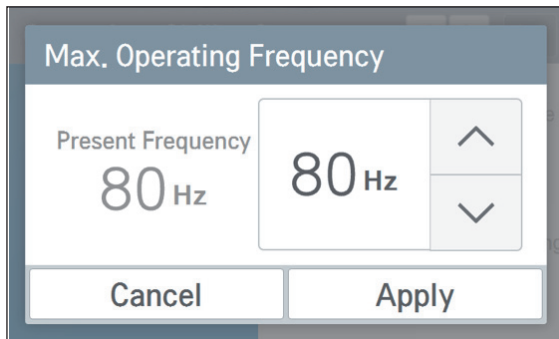 Max. Operating Frequency
Present Frequency
80 Hz
80 Hz
Cancel
Apply